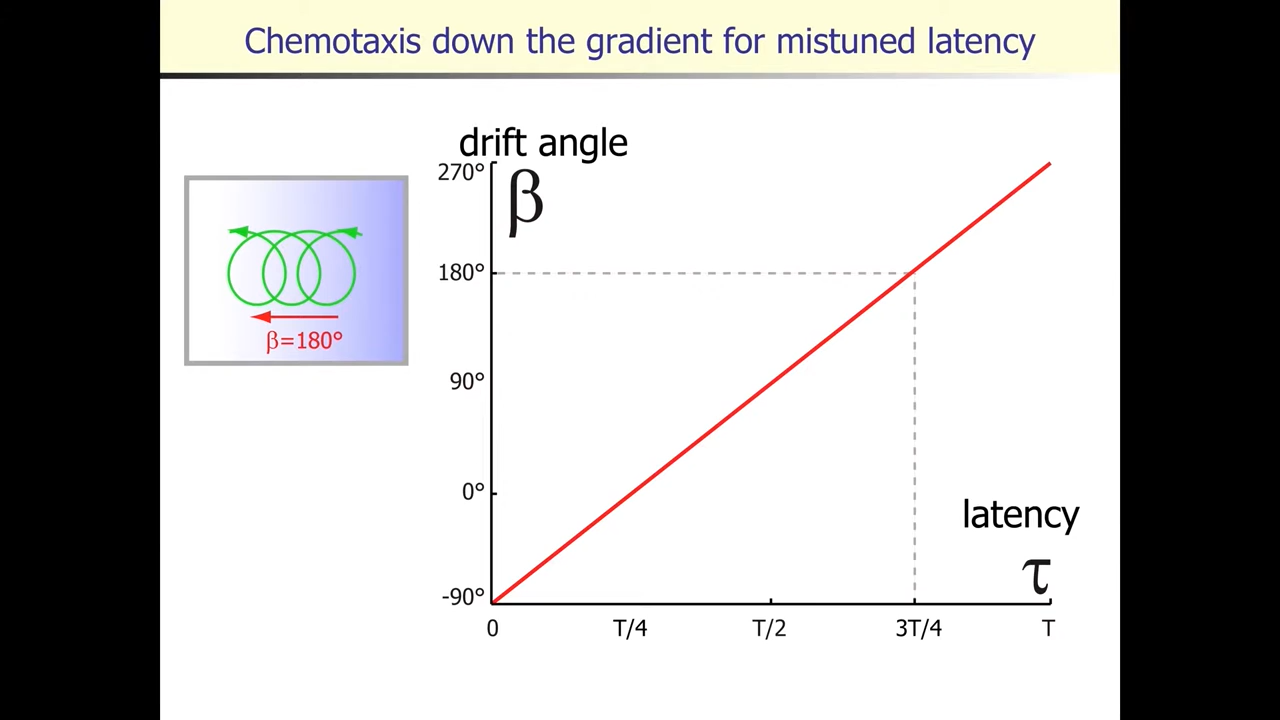 Chemotaxis down the gradient for mistuned latency
drift angle
β
270°
180°
90°
0°
-90°
β=180°
latency
τ
0
T/4
T/2
3T/4
T